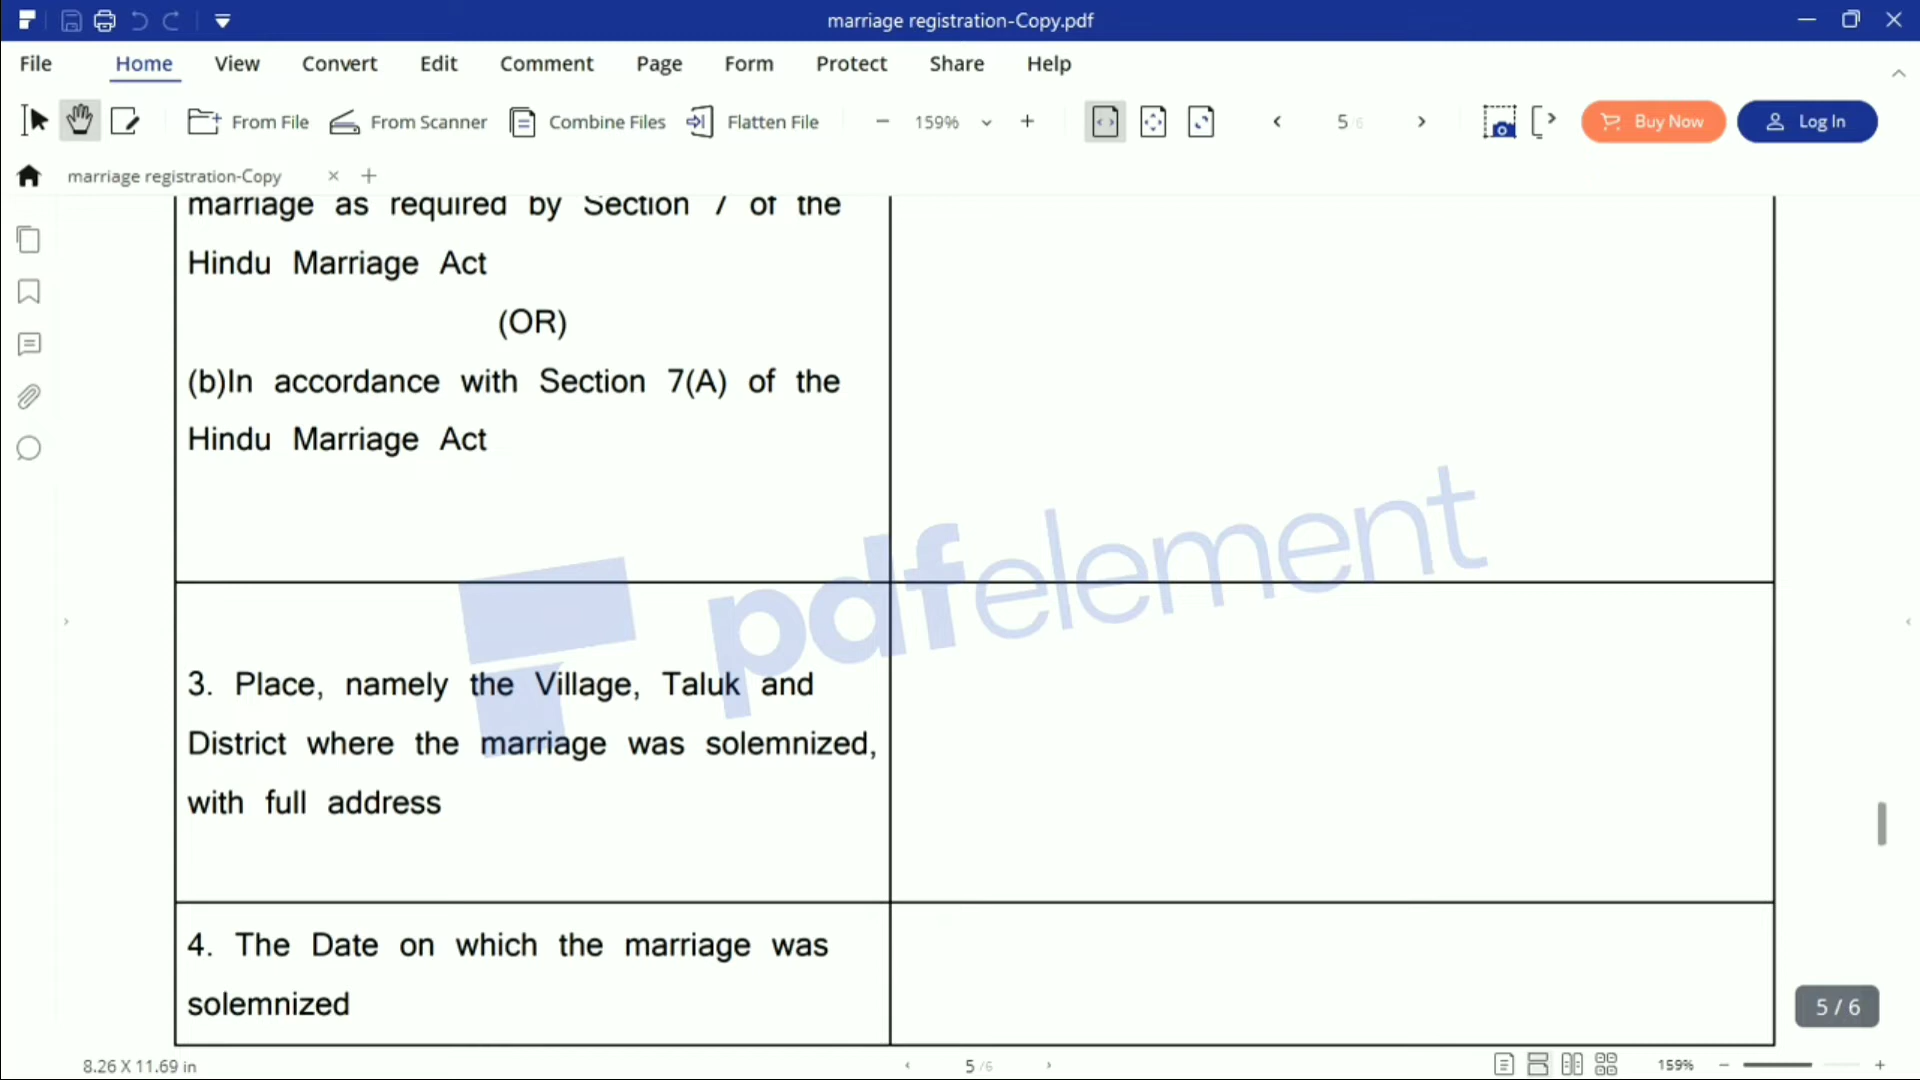 marriage registration-Copy.pdf
File Home View Convert Edit Comment Page Form Protect Share Help
From File From Scanner Combine Files Flatten File 159% 5 /6 Buy Now Log In
marriage registration-Copy
marriage as required by Section 7 of the
Hindu Marriage Act
(OR)
(b)In accordance with Section 7(A) of the
Hindu Marriage Act
pdfelement
3. Place, namely the Village, Taluk and
District where the marriage was solemnized,
with full address
4. The Date on which the marriage was
solemnized
5 / 6
8.26 X 11.69 in 5 /6 159%